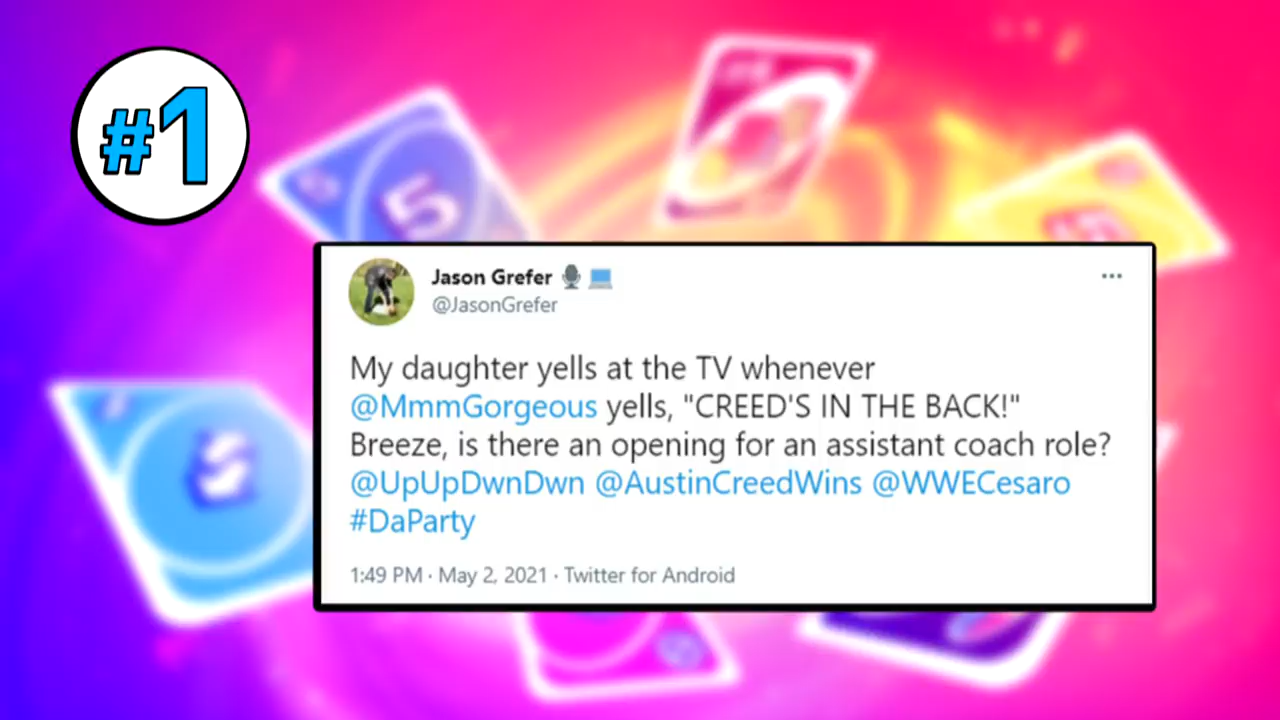 #1
5
5
Jason Grefer
@JasonGrefer
My daughter yells at the TV whenever
@MmmGorgeous yells, "CREED'S IN THE BACK!"
Breeze, is there an opening for an assistant coach role?
@UpUpDwnDwn @AustinCreedWins @WWECesaro
#DaParty
1:49 PM · May 2, 2021 · Twitter for Android